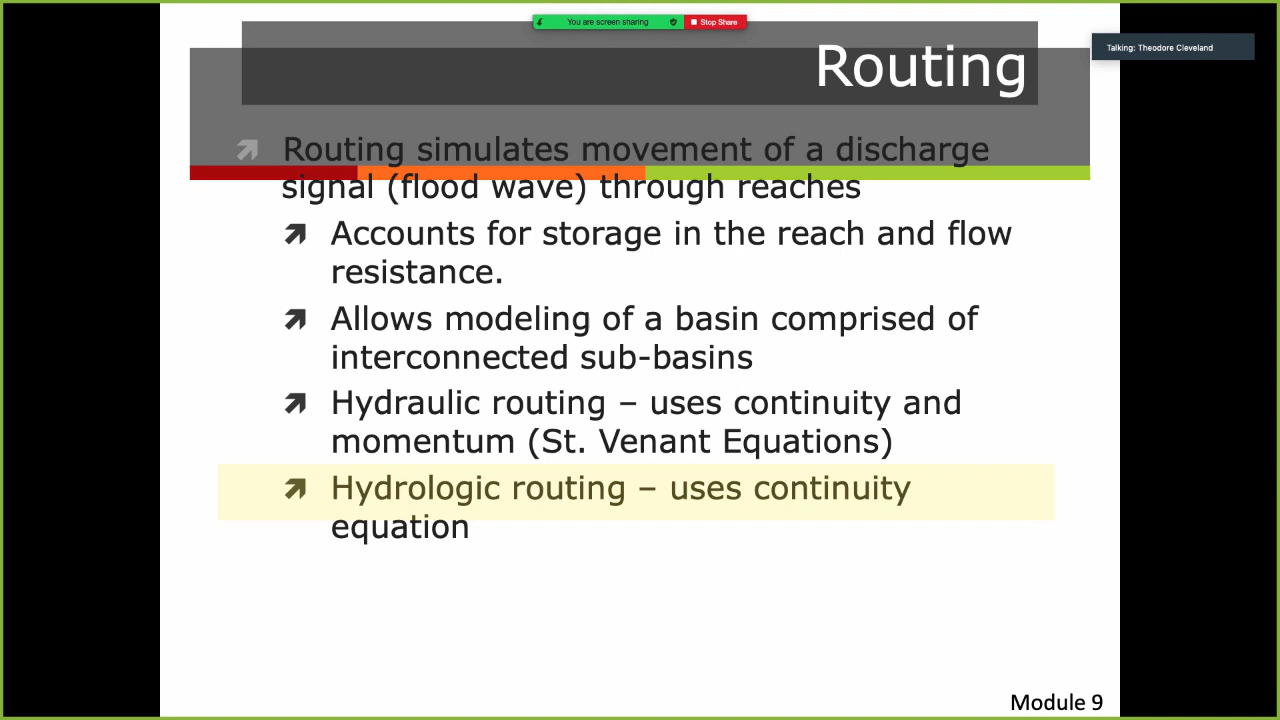 You are screen sharing
Stop Share
Talking: Theodore Cleveland
Routing
Routing simulates movement of a discharge
signal (flood wave) through reaches
Accounts for storage in the reach and flow
resistance.
Allows modeling of a basin comprised of
interconnected sub-basins
Hydraulic routing – uses continuity and
momentum (St. Venant Equations)
Hydrologic routing – uses continuity
equation
Module 9